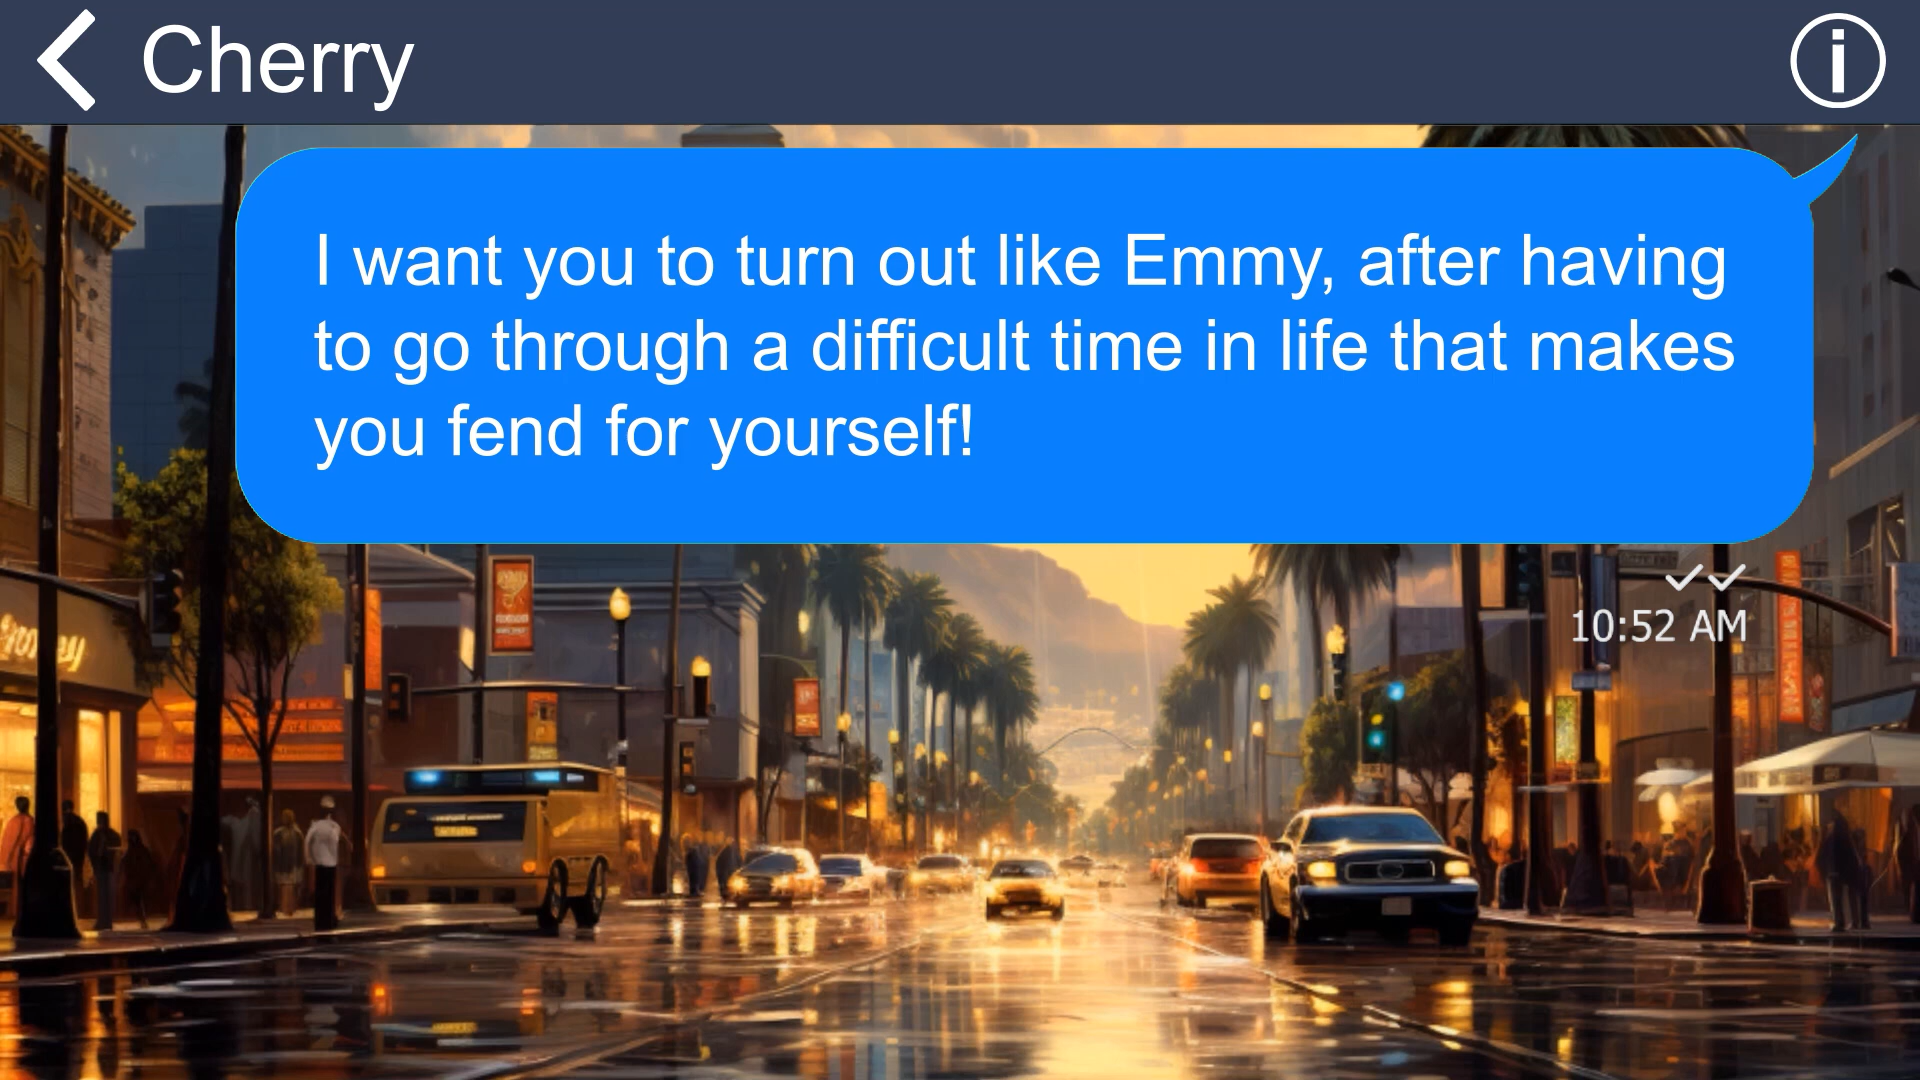 Cherry
I want you to turn out like Emmy, after having
to go through a difficult time in life that makes
you fend for yourself!
10:52 AM